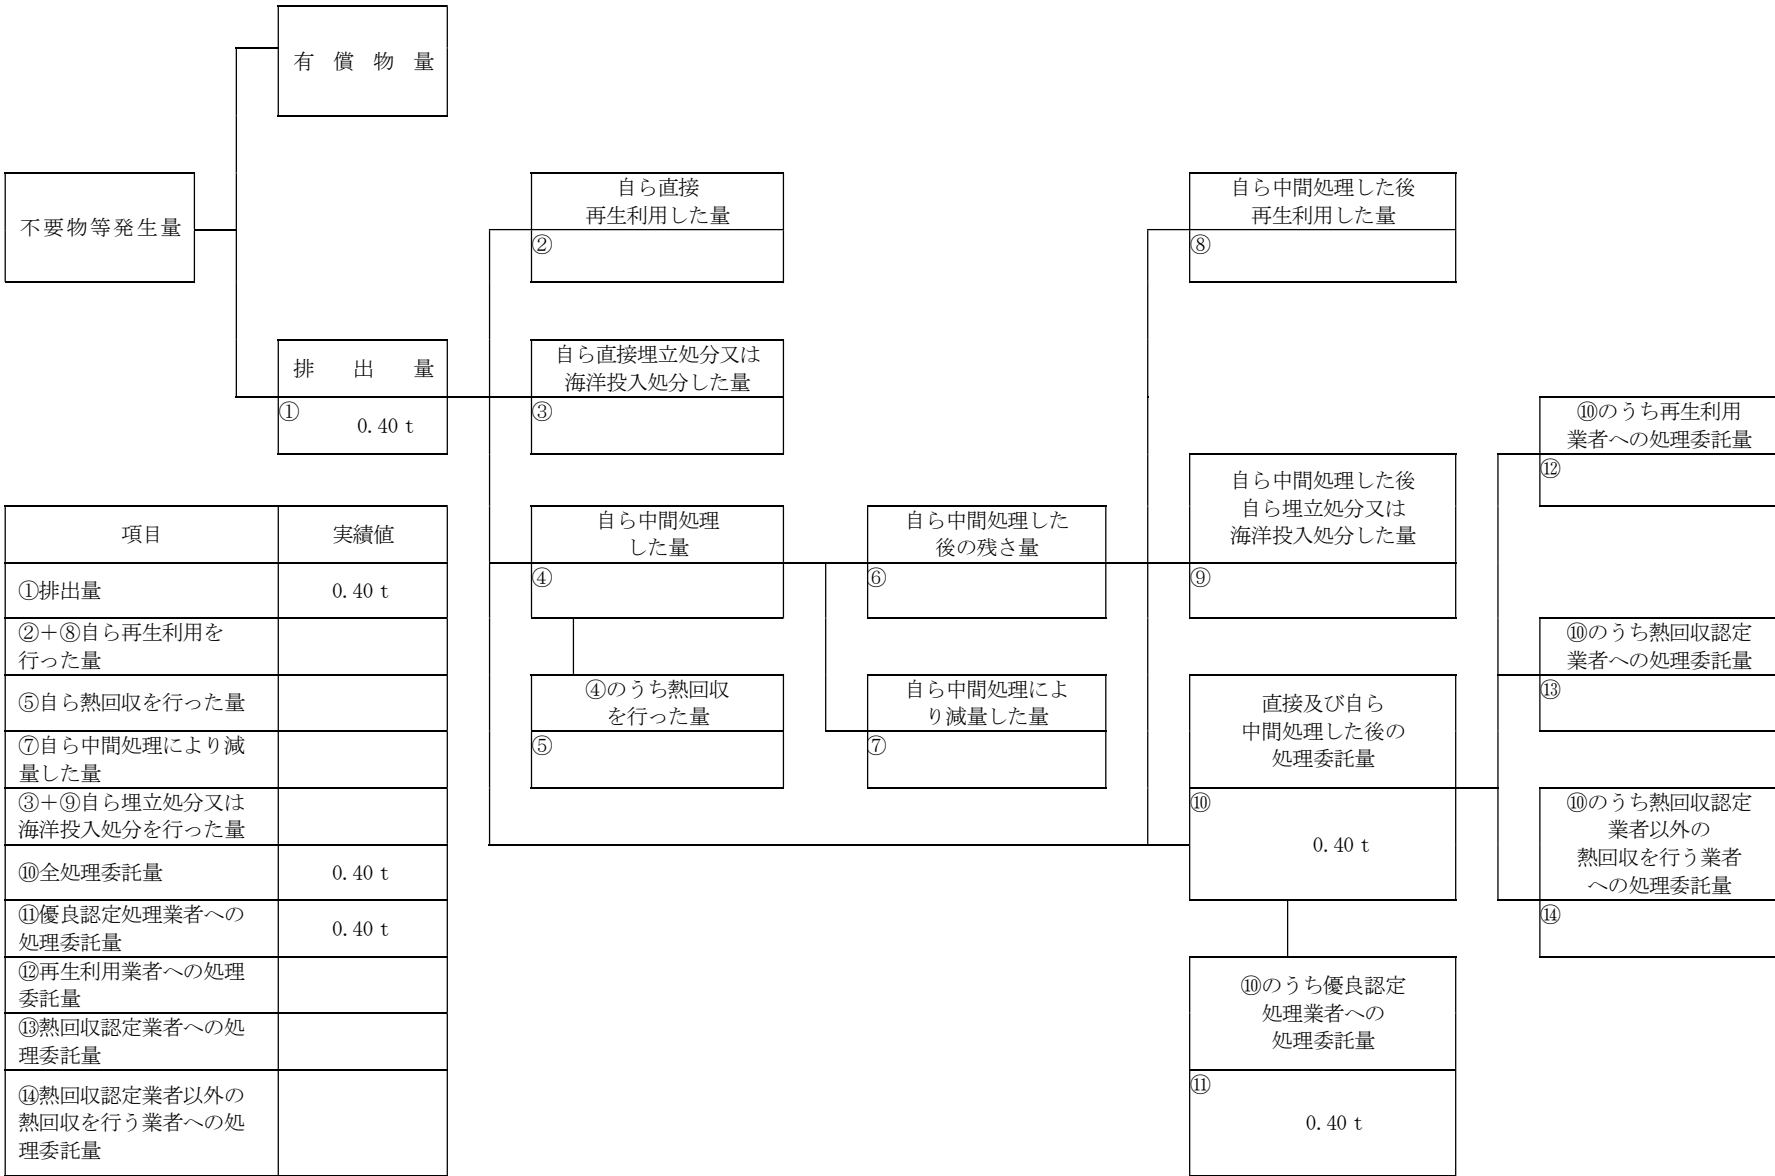 有償物量
不要物等発生量
自ら直接
再生利用した量
②
自ら中間処理した後
再生利用した量
⑧
排出量
①
0.40 t
自ら直接埋立処分又は
海洋投入処分した量
③
⑩のうち再生利用
業者への処理委託量
⑫
自ら中間処理した後
自ら埋立処分又は
海洋投入処分した量
⑨
自ら中間処理
した量
④
自ら中間処理した
後の残さ量
⑥
⑩のうち熱回収認定
業者への処理委託量
⑬
④のうち熱回収
を行った量
⑤
自ら中間処理によ
り減量した量
⑦
直接及び自ら
中間処理した後の
処理委託量
⑩
0.40 t
⑩のうち熱回収認定
業者以外の
熱回収を行う業者
への処理委託量
⑭
⑩のうち優良認定
処理業者への
処理委託量
⑪
0.40 t
項目 実績値
①排出量 0.40 t
②+⑧自ら再生利用を
行った量
⑤自ら熱回収を行った量
⑦自ら中間処理により減
量した量
③+⑨自ら埋立処分又は
海洋投入処分を行った量
⑩全処理委託量 0.40 t
⑪優良認定処理業者への
処理委託量 0.40 t
⑫再生利用業者への処理
委託量
⑬熱回収認定業者への処
理委託量
⑭熱回収認定業者以外の
熱回収を行う業者への処
理委託量